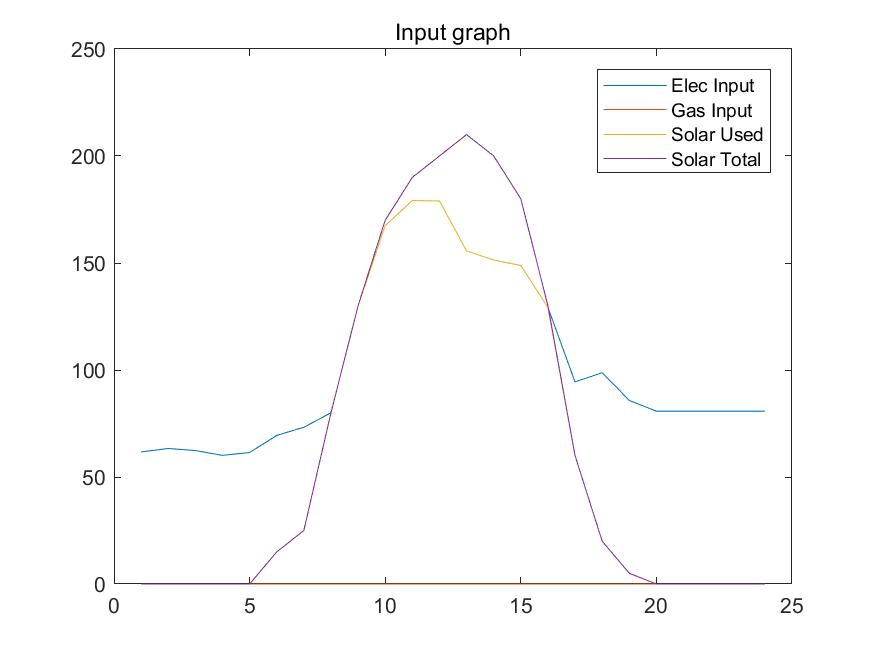 Input graph
250
200
150
100
50
0
0 5 10 15 20 25
Elec Input
Gas Input
Solar Used
Solar Total